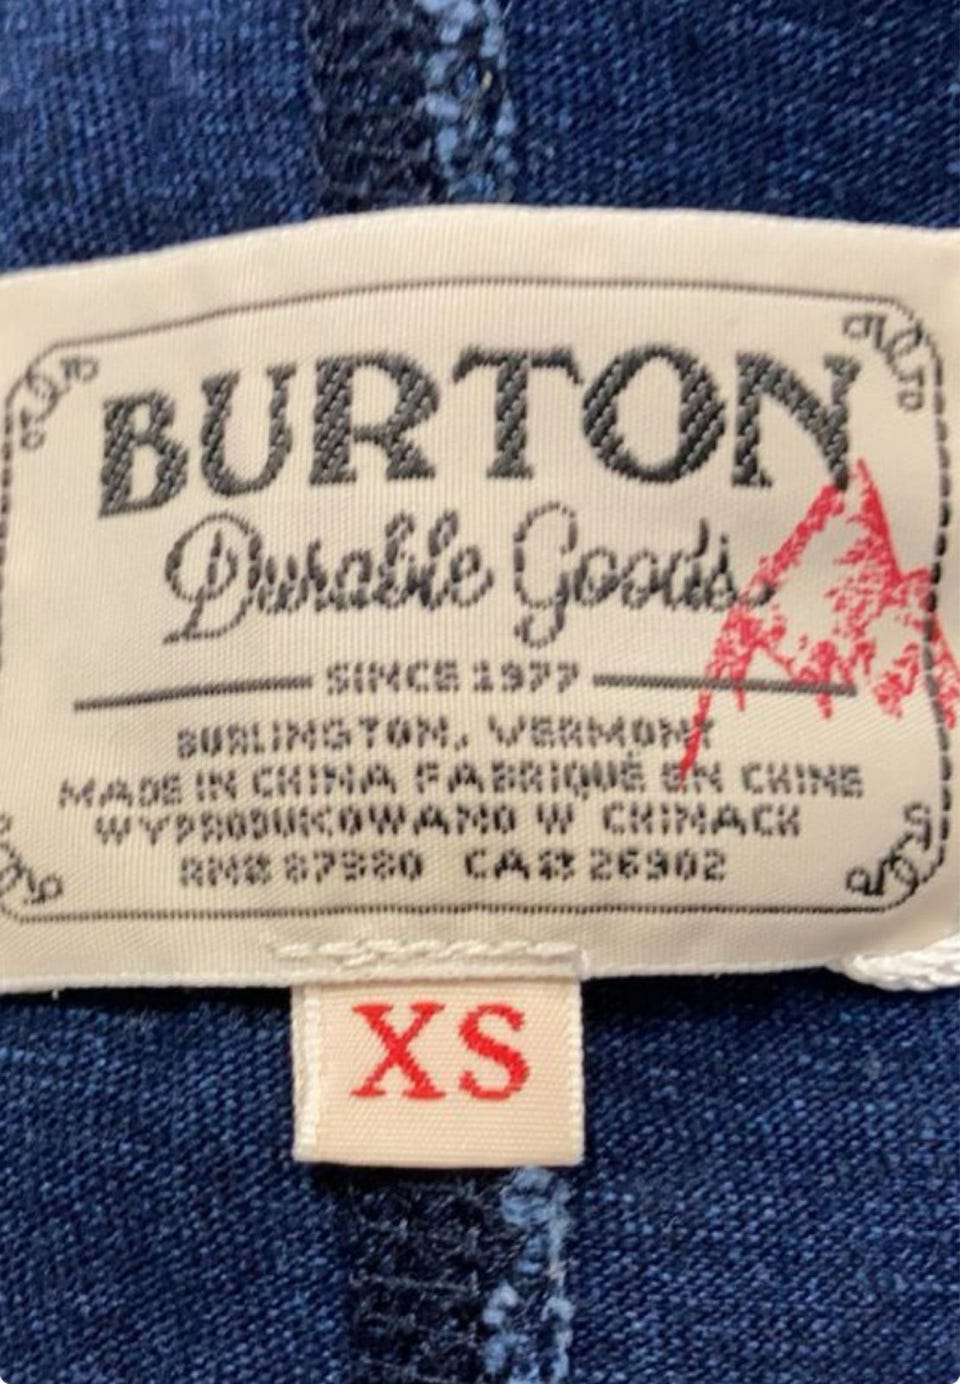 BURTON
Durable Goods
SINCE 1977
BURLINGTON, VERMONT
MADE IN CHINA FABRIQUÉ EN CHINE
WYPRODUKOWANO W CHINACH
RN# 87980 CA# 26902
XS